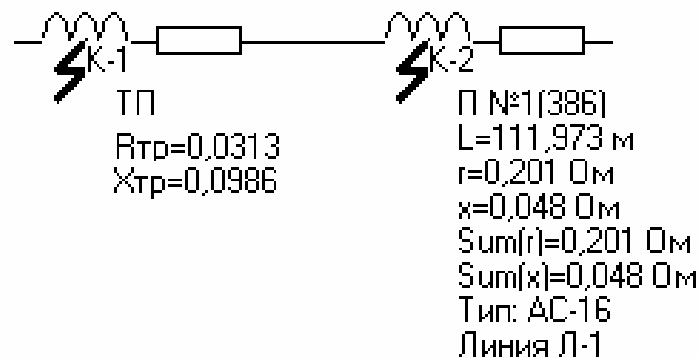 К-1
К-2
ТП
Rтр=0,0313
Xтр=0,0986
П №1(386)
L=111,973 м
r=0,201 Ом
x=0,048 Ом
Sum(r)=0,201 Ом
Sum(x)=0,048 Ом
Тип: АС-16
Линия Л-1